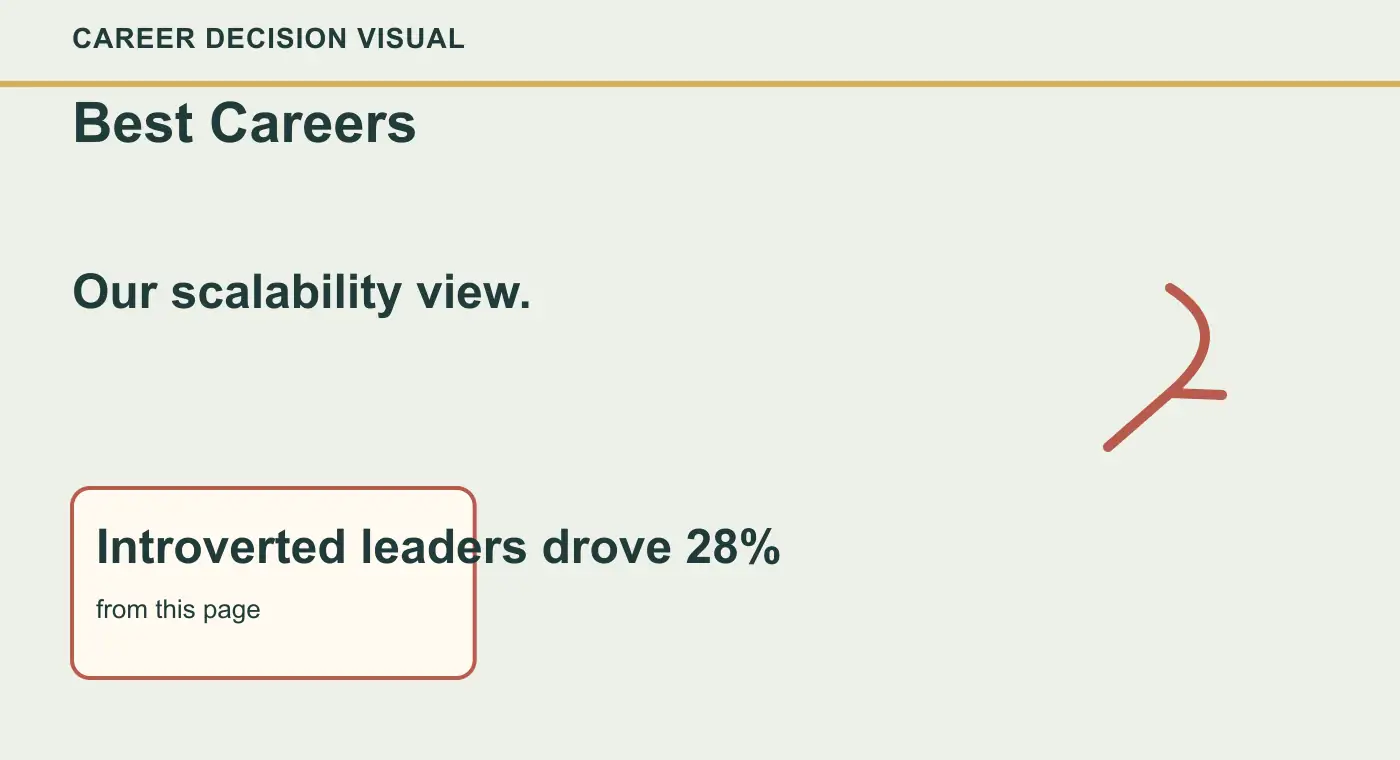 CAREER DECISION VISUAL
Best Careers
Our scalability view.
Introverted leaders drove 28%
from this page